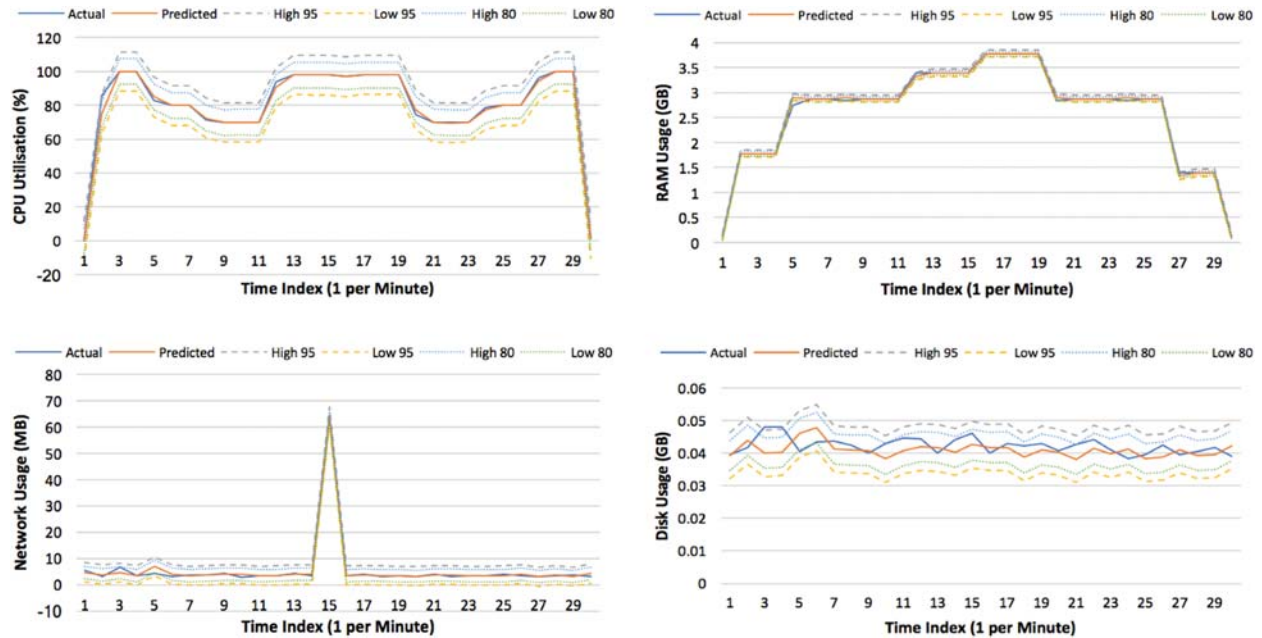 Actual Predicted High 95 Low 95 High 80 Low 80
120
100
80
60
40
20
0
-20
CPU Utilisation (%)
1 3 5 7 9 11 13 15 17 19 21 23 25 27 29
Time Index (1 per Minute)
Actual Predicted High 95 Low 95 High 80 Low 80
4
3.5
3
2.5
2
1.5
1
0.5
0
RAM Usage (GB)
1 3 5 7 9 11 13 15 17 19 21 23 25 27 29
Time Index (1 per Minute)
Actual Predicted High 95 Low 95 High 80 Low 80
80
70
60
50
40
30
20
10
0
-10
Network Usage (MB)
1 3 5 7 9 11 13 15 17 19 21 23 25 27 29
Time Index (1 per Minute)
Actual Predicted High 95 Low 95 High 80 Low 80
0.06
0.05
0.04
0.03
0.02
0.01
0
Disk Usage (GB)
1 3 5 7 9 11 13 15 17 19 21 23 25 27 29
Time Index (1 per Minute)